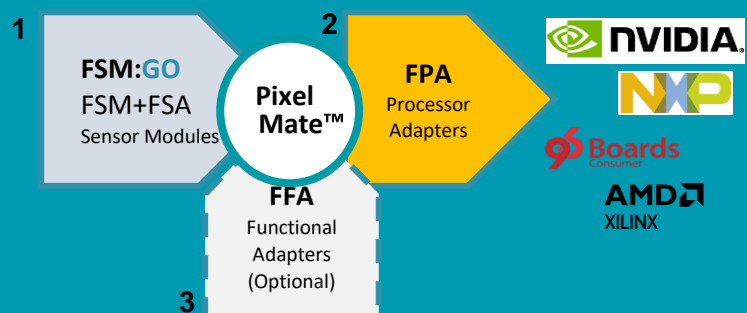 1
FSM:GO
FSM+FSA
Sensor Modules
Pixel
Mate™
2
FPA
Processor
Adapters
3
FFA
Functional
Adapters
(Optional)
NVIDIA.
NXP
96Boards
Consumer
AMD
XILINX